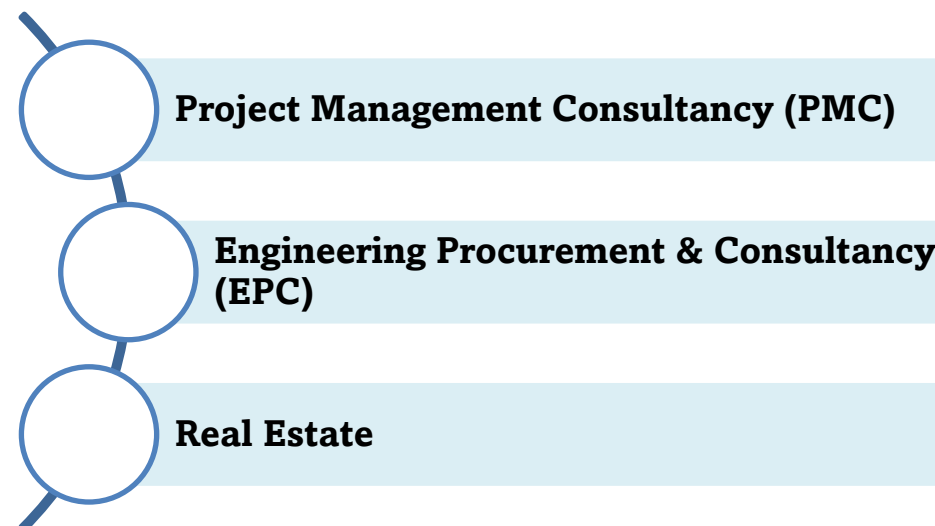 Project Management Consultancy (PMC)
Engineering Procurement & Consultancy
(EPC)
Real Estate